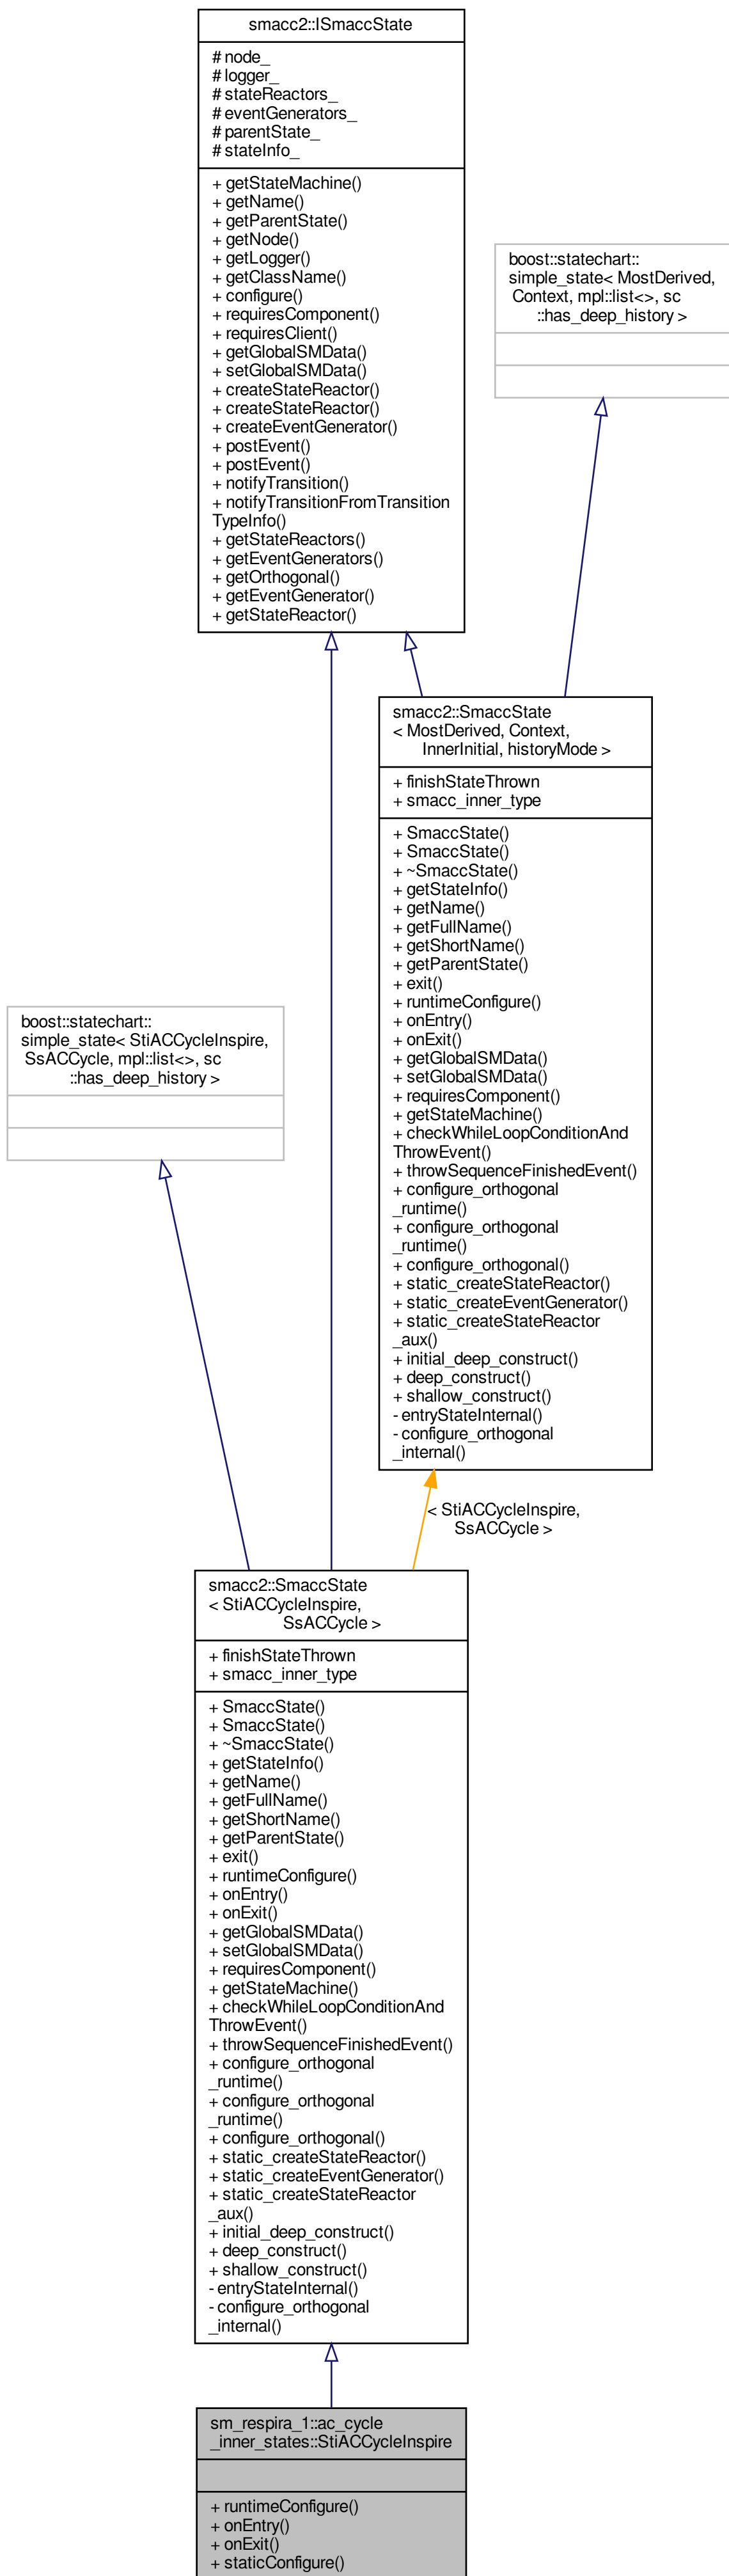 smacc2::ISmaccState
# node_
# logger_
# stateReactors_
# eventGenerators_
# parentState_
# stateInfo_
+ getStateMachine()
+ getName()
+ getParentState()
+ getNode()
+ getLogger()
+ getClassName()
+ configure()
+ requiresComponent()
+ requiresClient()
+ getGlobalSMData()
+ setGlobalSMData()
+ createStateReactor()
+ createStateReactor()
+ createEventGenerator()
+ postEvent()
+ postEvent()
+ notifyTransition()
+ notifyTransitionFromTransition
TypeInfo()
+ getStateReactors()
+ getEventGenerators()
+ getOrthogonal()
+ getEventGenerator()
+ getStateReactor()
boost::statechart::
simple_state< MostDerived,
Context, mpl::list<>, sc
::has_deep_history >
smacc2::SmaccState
< MostDerived, Context,
InnerInitial, historyMode >
+ finishStateThrown
+ smacc_inner_type
+ SmaccState()
+ SmaccState()
+ ~SmaccState()
+ getStateInfo()
+ getName()
+ getFullName()
+ getShortName()
+ getParentState()
+ exit()
+ runtimeConfigure()
+ onEntry()
+ onExit()
+ getGlobalSMData()
+ setGlobalSMData()
+ requiresComponent()
+ getStateMachine()
+ checkWhileLoopConditionAnd
ThrowEvent()
+ throwSequenceFinishedEvent()
+ configure_orthogonal
_runtime()
+ configure_orthogonal
_runtime()
+ configure_orthogonal()
+ static_createStateReactor()
+ static_createEventGenerator()
+ static_createStateReactor
_aux()
+ initial_deep_construct()
+ deep_construct()
+ shallow_construct()
- entryStateInternal()
- configure_orthogonal
_internal()
boost::statechart::
simple_state< StiACCycleInspire,
SsACCycle, mpl::list<>, sc
::has_deep_history >
< StiACCycleInspire,
SsACCycle >
smacc2::SmaccState
< StiACCycleInspire,
SsACCycle >
+ finishStateThrown
+ smacc_inner_type
+ SmaccState()
+ SmaccState()
+ ~SmaccState()
+ getStateInfo()
+ getName()
+ getFullName()
+ getShortName()
+ getParentState()
+ exit()
+ runtimeConfigure()
+ onEntry()
+ onExit()
+ getGlobalSMData()
+ setGlobalSMData()
+ requiresComponent()
+ getStateMachine()
+ checkWhileLoopConditionAnd
ThrowEvent()
+ throwSequenceFinishedEvent()
+ configure_orthogonal
_runtime()
+ configure_orthogonal
_runtime()
+ configure_orthogonal()
+ static_createStateReactor()
+ static_createEventGenerator()
+ static_createStateReactor
_aux()
+ initial_deep_construct()
+ deep_construct()
+ shallow_construct()
- entryStateInternal()
- configure_orthogonal
_internal()
sm_respira_1::ac_cycle
_inner_states::StiACCycleInspire
+ runtimeConfigure()
+ onEntry()
+ onExit()
+ staticConfigure()